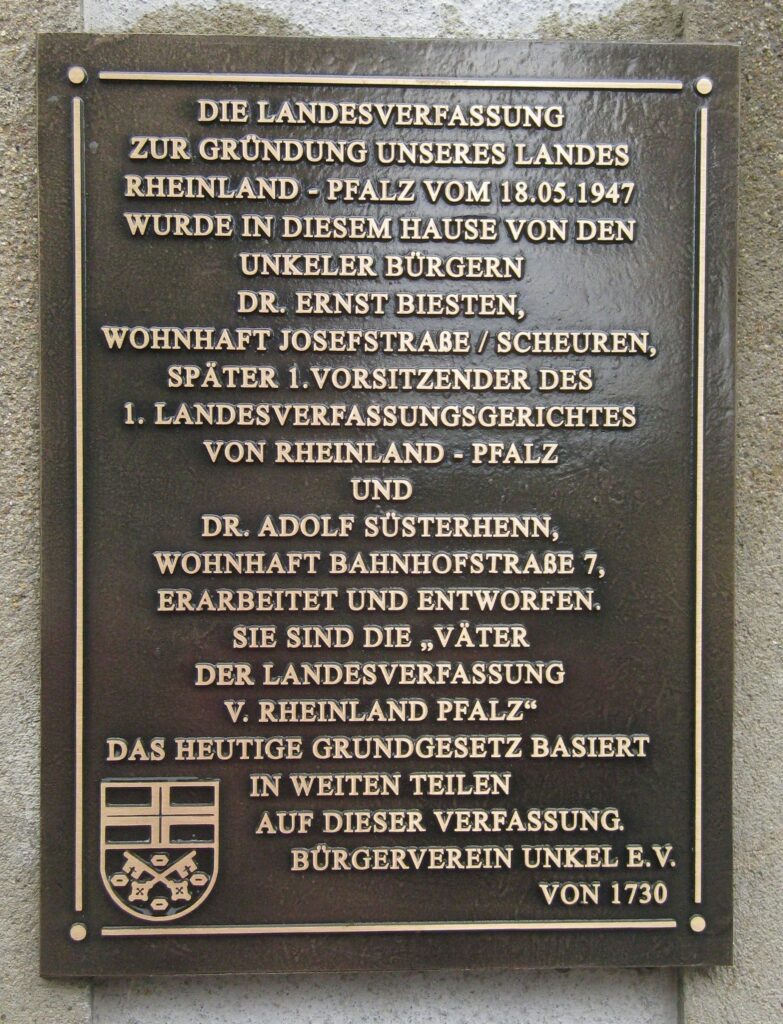 DIE LANDESVERFASSUNG
ZUR GRÜNDUNG UNSERES LANDES
RHEINLAND - PFALZ VOM 18.05.1947
WURDE IN DIESEM HAUSE VON DEN
UNKELER BÜRGERN
DR. ERNST BIESTEN,
WOHNHAFT JOSEFSTRAßE / SCHEUREN,
SPÄTER 1.VORSITZENDER DES
1. LANDESVERFASSUNGSGERICHTES
VON RHEINLAND - PFALZ
UND
DR. ADOLF SÜSTERHENN,
WOHNHAFT BAHNHOFSTRAßE 7,
ERARBEITET UND ENTWORFEN.
SIE SIND DIE „VÄTER
DER LANDESVERFASSUNG
V. RHEINLAND PFALZ“
DAS HEUTIGE GRUNDGESETZ BASIERT
IN WEITEN TEILEN
AUF DIESER VERFASSUNG.
BÜRGERVEREIN UNKEL E.V.
VON 1730